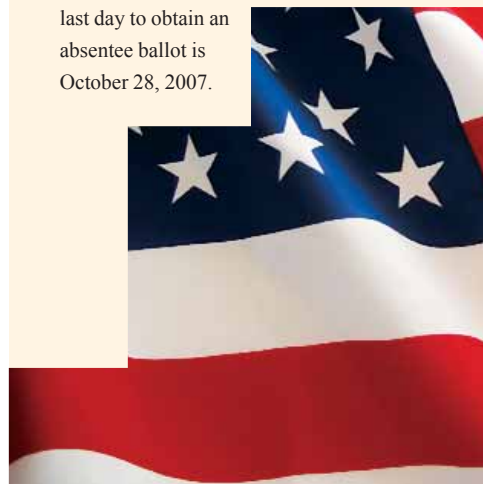 last day to obtain an
absentee ballot is
October 28, 2007.